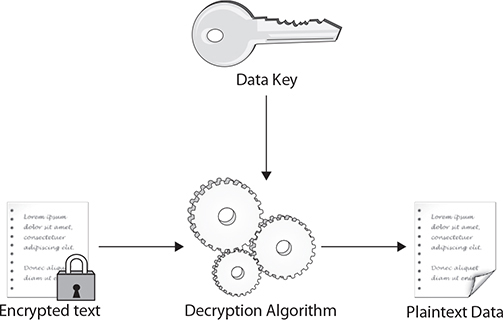 Data Key
Lorem ipsum
dolor sit amet,
consectetuer
adipiscing elit.
Donec aliquet
diam ut
Lorem ipsum
dolor sit amet,
consectetuer
adipiscing elit.
Donec aliquet
diam ut
Encrypted text
Decryption Algorithm
Plaintext Data